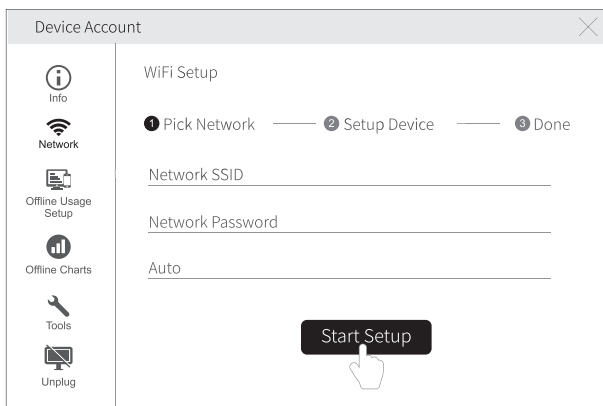 Device Account
Info
Network
Offline Usage
Setup
Offline Charts
Tools
Unplug
WiFi Setup
1 Pick Network
2 Setup Device
3 Done
Network SSID
Network Password
Auto
Start Setup